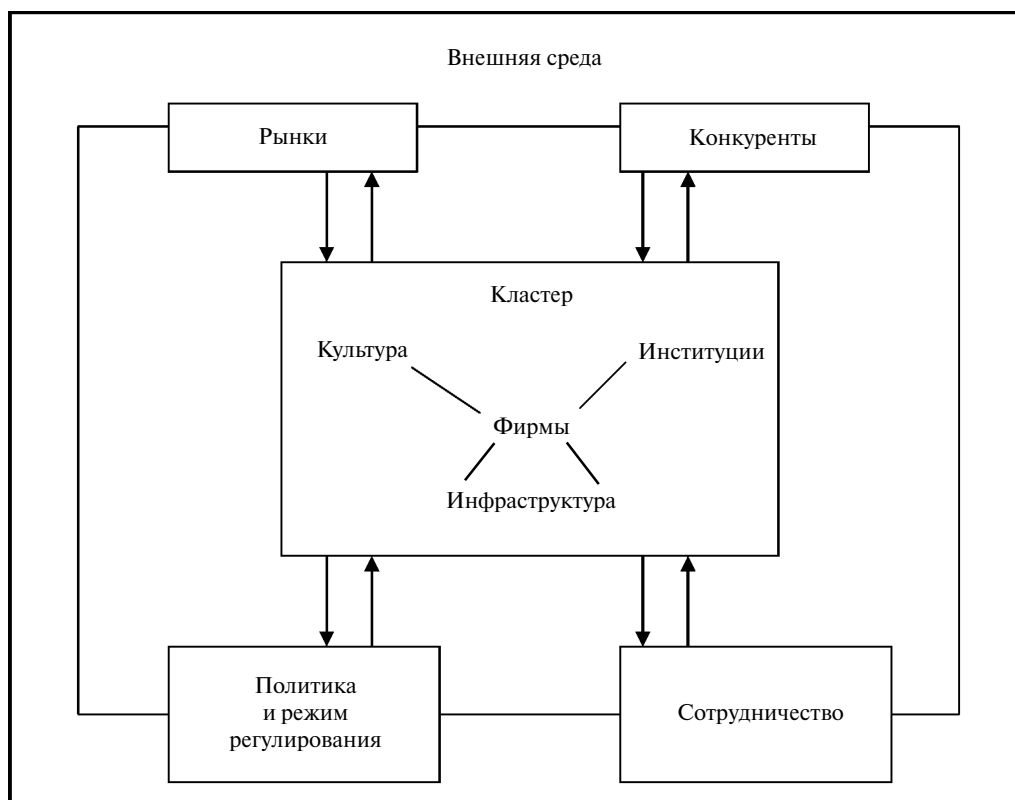 Внешняя среда
Рынки
Конкуренты
Кластер
Культура
Институции
Фирмы
Инфраструктура
Политика
и режим
регулирования
Сотрудничество